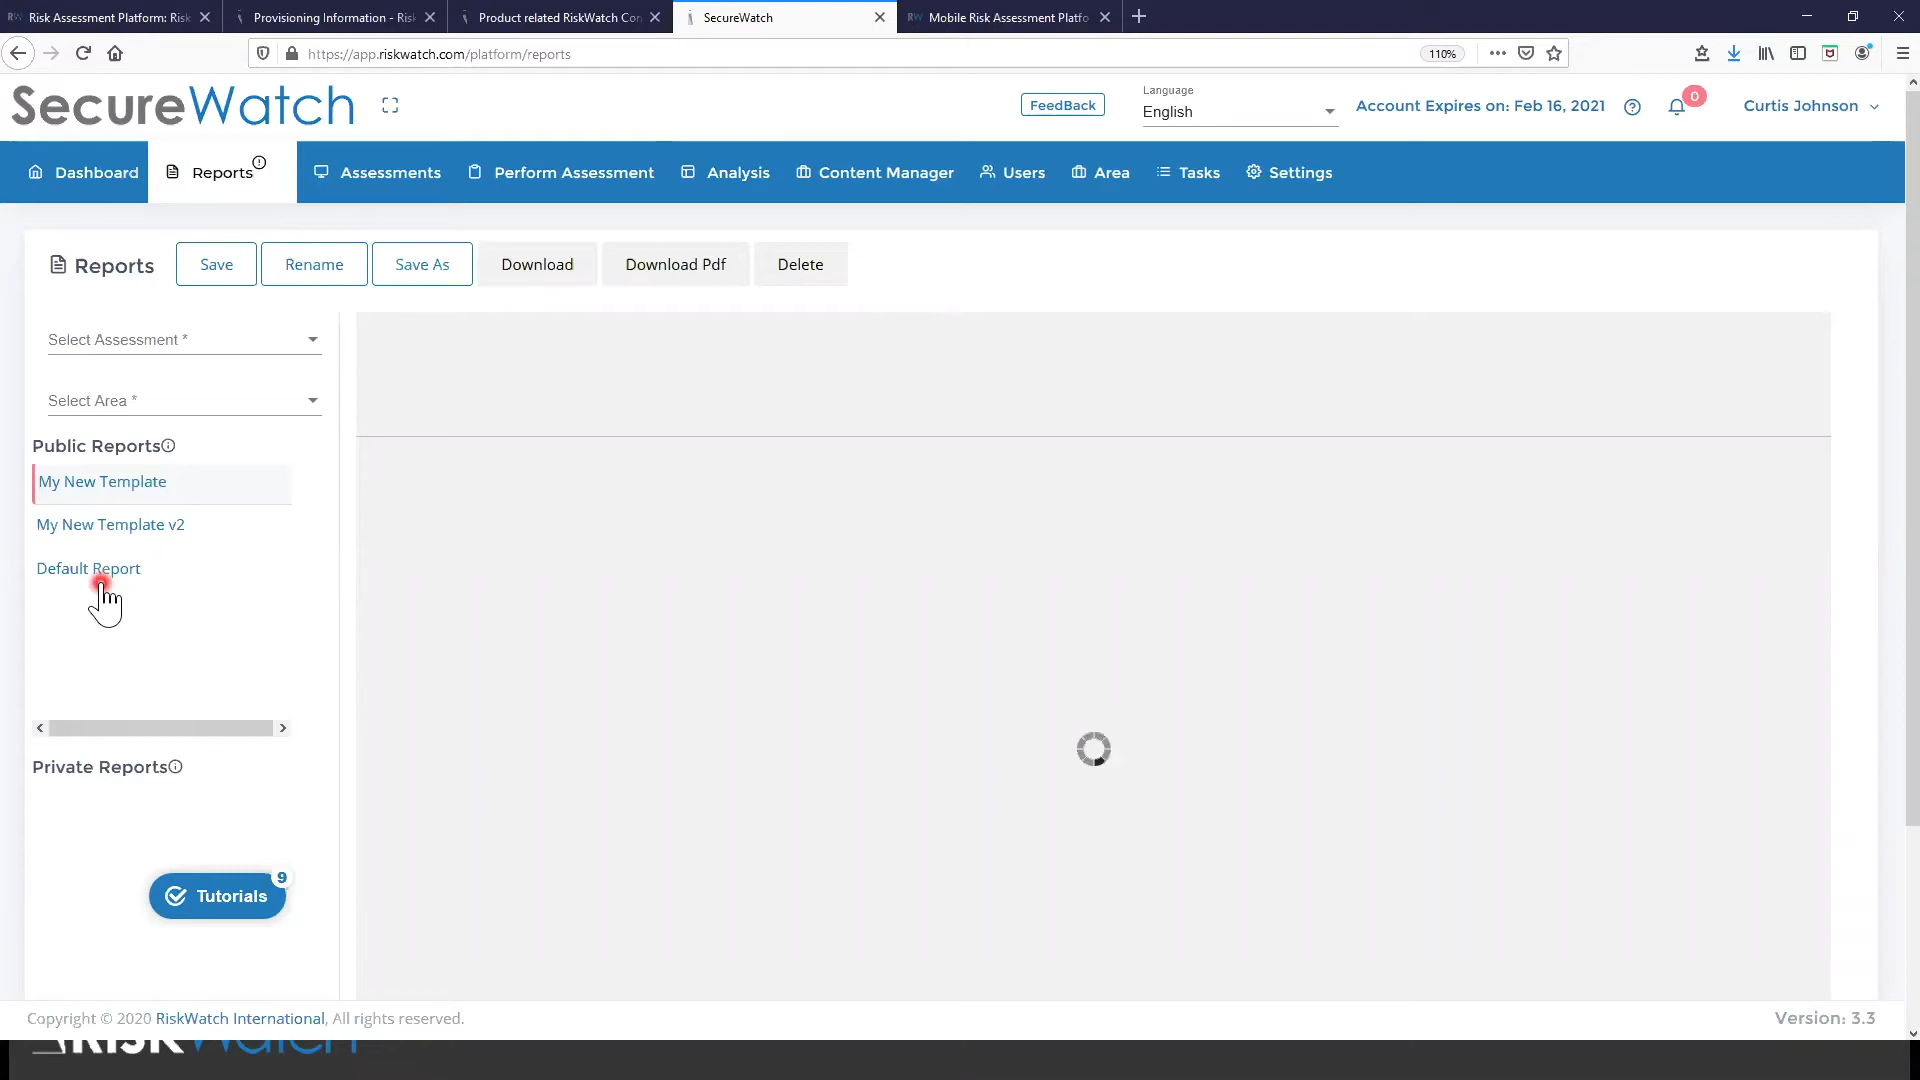 Risk Assessment Platform: Risk
Provisioning Information - Risk
Product related RiskWatch Con
SecureWatch
Mobile Risk Assessment Platfo
https://app.riskwatch.com/platform/reports
110%
SecureWatch
FeedBack
Language
English
Account Expires on: Feb 16, 2021
0
Curtis Johnson
Dashboard
Reports
Assessments
Perform Assessment
Analysis
Content Manager
Users
Area
Tasks
Settings
Reports
Save
Rename
Save As
Download
Download Pdf
Delete
Select Assessment *
Select Area *
Public Reports
My New Template
My New Template v2
Default Report
Private Reports
9
Tutorials
Copyright © 2020 RiskWatch International, All rights reserved.
Version: 3.3
RISKWatch